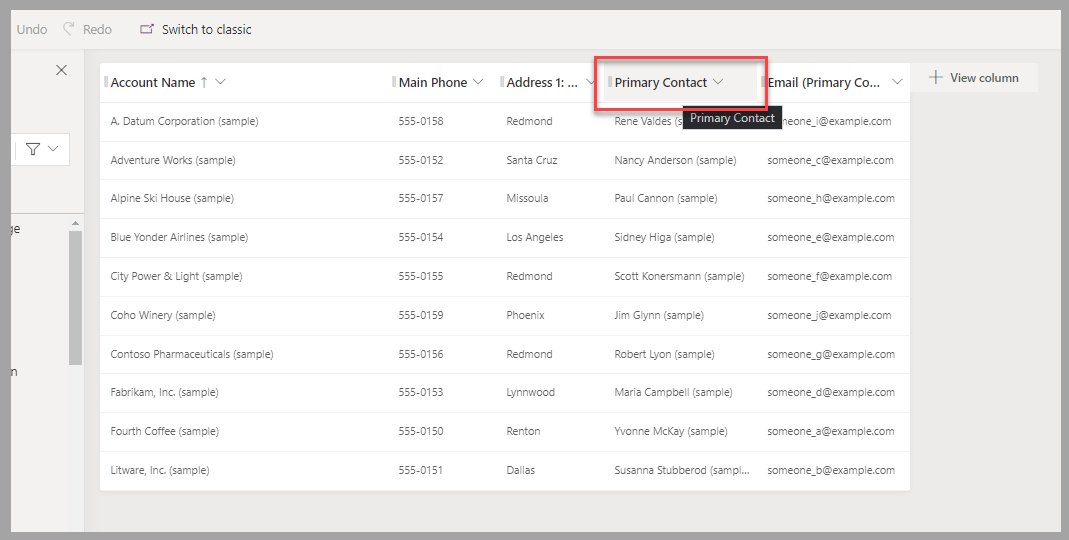 Undo Redo Switch to classic
Account Name ↑ Main Phone Address 1: ... Primary Contact Email (Primary Co... + View column
Primary Contact
A. Datum Corporation (sample) 555-0158 Redmond Rene Valdes (s meone_i@example.com
Adventure Works (sample) 555-0152 Santa Cruz Nancy Anderson (sample) someone_c@example.com
Alpine Ski House (sample) 555-0157 Missoula Paul Cannon (sample) someone_h@example.com
ge
Blue Yonder Airlines (sample) 555-0154 Los Angeles Sidney Higa (sample) someone_e@example.com
City Power & Light (sample) 555-0155 Redmond Scott Konersmann (sample) someone_f@example.com
Coho Winery (sample) 555-0159 Phoenix Jim Glynn (sample) someone_j@example.com
Contoso Pharmaceuticals (sample) 555-0156 Redmond Robert Lyon (sample) someone_g@example.com
m
Fabrikam, Inc. (sample) 555-0153 Lynnwood Maria Campbell (sample) someone_d@example.com
Fourth Coffee (sample) 555-0150 Renton Yvonne McKay (sample) someone_a@example.com
Litware, Inc. (sample) 555-0151 Dallas Susanna Stubberod (sampl... someone_b@example.com